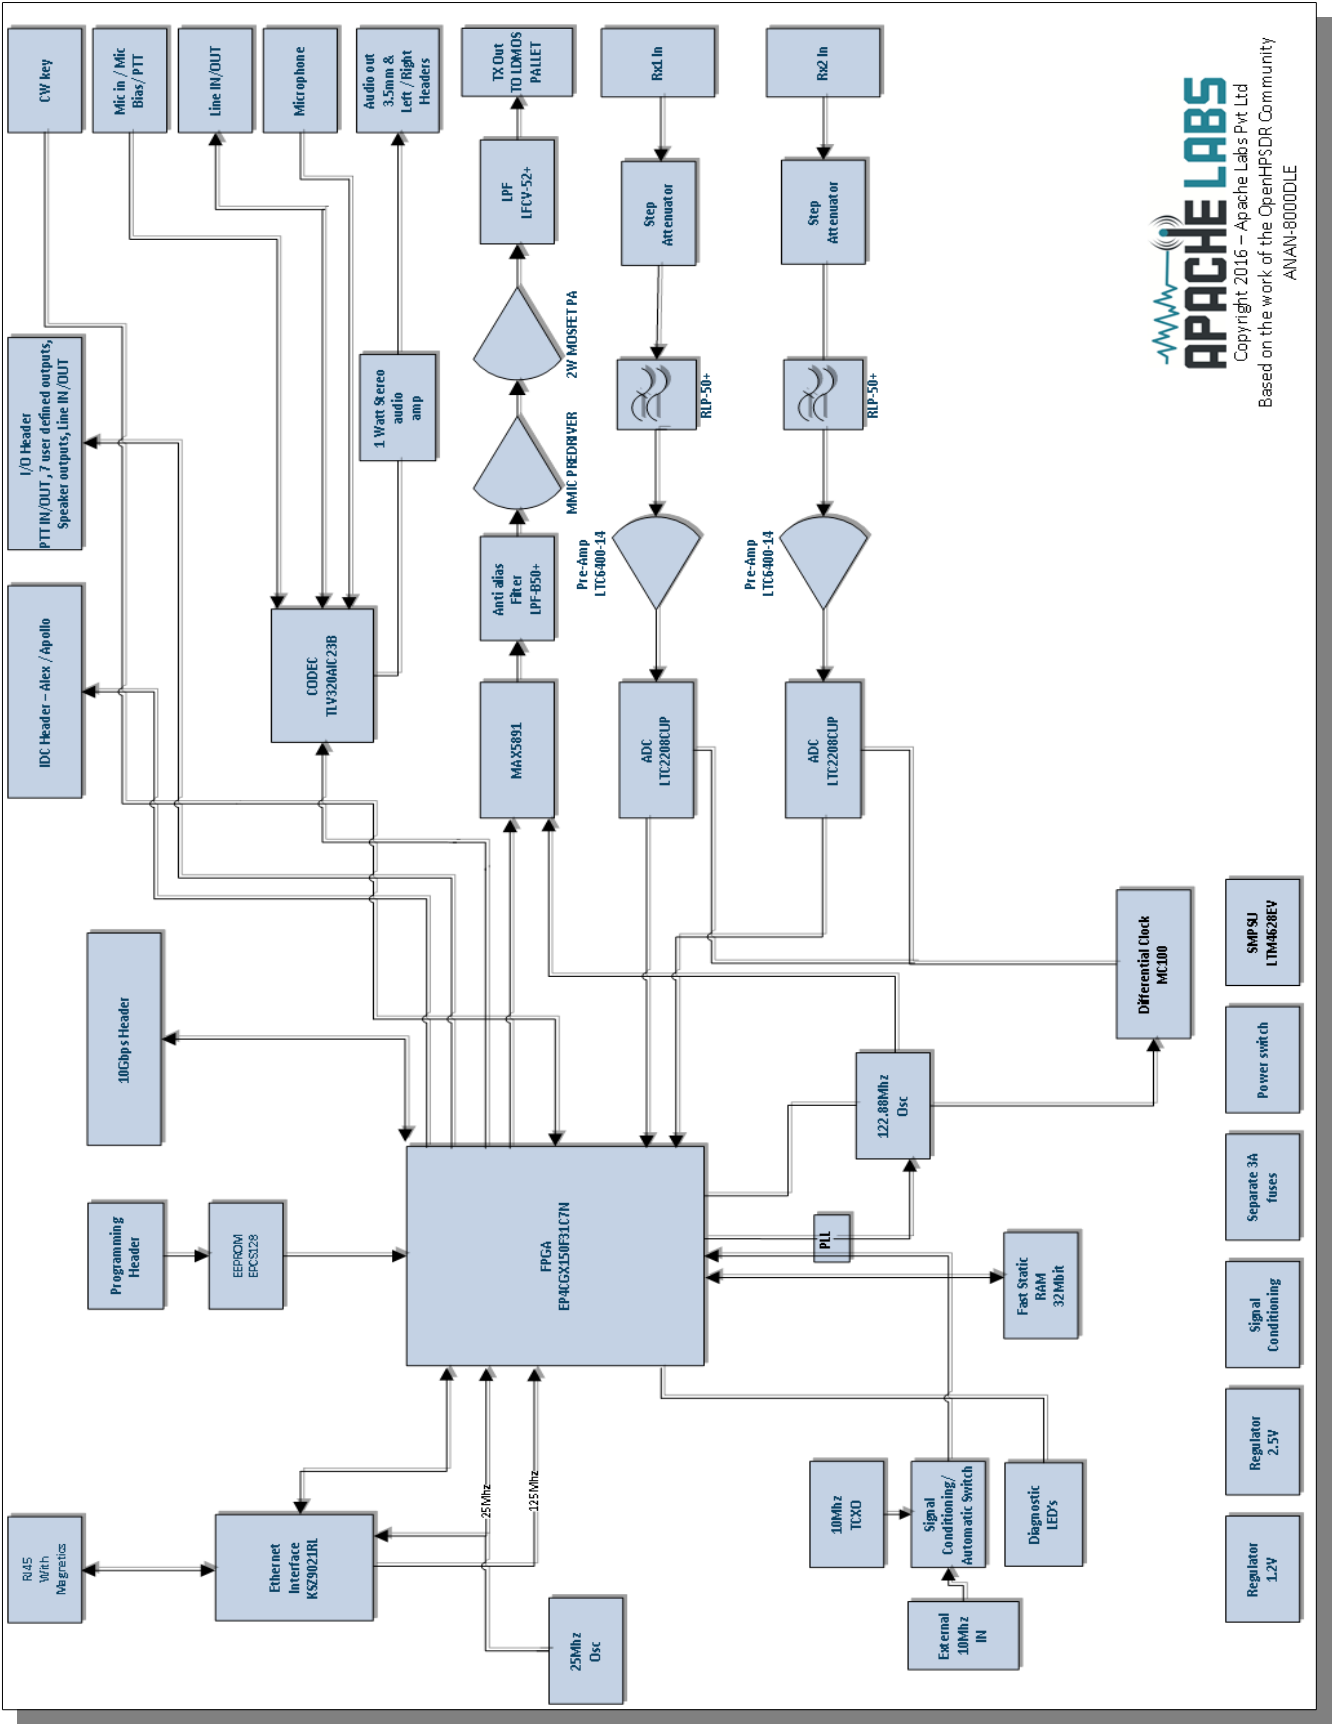 RJ45
With
Magnetics
Ethernet
Interface
KSZ9021RL
25Mhz
Osc
25Mhz
125Mhz
Programming
Header
EEPROM
EPCS128
10Gbps Header
IDC Header – Alex / Apollo
I/O Header
PTT IN/OUT , 7 user defined outputs,
Speaker outputs, Line IN /OUT
CW key
Mic in / Mic
Bias/ PTT
Line IN/OUT
Microphone
Audio out
3.5mm &
Left / Right
Headers
CODEC
TLV320AIC23B
1 Watt Stereo
audio
amp
FPGA
EP4CGX150F31C7N
MAX5891
Anti alias
Filter
LPF-B50+
MMIC PREDRIVER
2W MOSFET PA
LPF
LFCV-52+
TX Out
TO LDMOS
PALLET
ADC
LTC2208CUP
Pre-Amp
LTC6400-14
RLP-50+
Step
Attenuator
Rx1 In
ADC
LTC2208CUP
Pre-Amp
LTC6400-14
RLP-50+
Step
Attenuator
Rx2 In
PLL
122.88Mhz
Osc
10Mhz
TCXO
Signal
Conditioning/
Automatic Switch
External
10Mhz
IN
Diagnostic
LED's
Fast Static
RAM
32Mbit
Differential Clock
MC100
Regulator
1.2V
Regulator
2.5V
Signal
Conditioning
Separate 3A
fuses
Power switch
SMPSU
LTM4628EV
APACHE LABS
Copyright 2016 – Apache Labs Pvt Ltd
Based on the work of the OpenHPSDR Community
ANAN-8000DLE